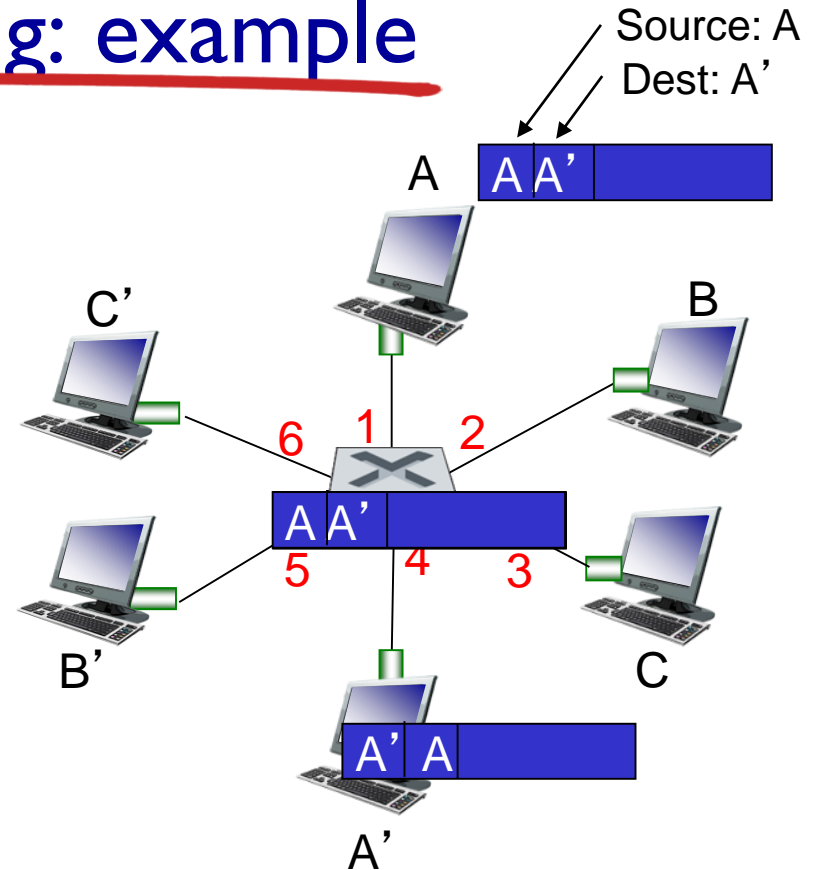 g: example
Source: A
Dest: A’
A
A A’
C’
B
6 1 2
A A’
5 4 3
B’
C
A’ A
A’